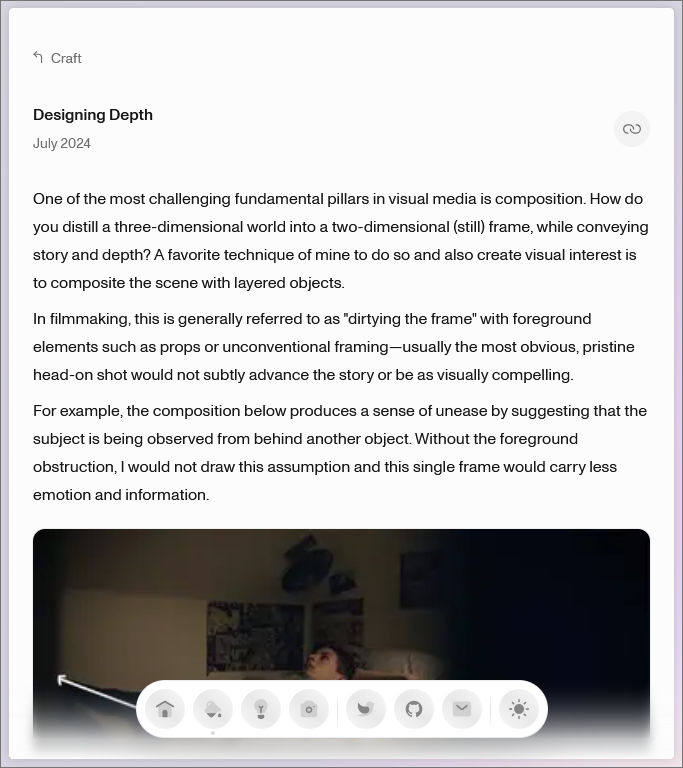 Craft
Designing Depth
July 2024
One of the most challenging fundamental pillars in visual media is composition. How do
you distill a three-dimensional world into a two-dimensional (still) frame, while conveying
story and depth? A favorite technique of mine to do so and also create visual interest is
to composite the scene with layered objects.
In filmmaking, this is generally referred to as "dirtying the frame" with foreground
elements such as props or unconventional framing—usually the most obvious, pristine
head-on shot would not subtly advance the story or be as visually compelling.
For example, the composition below produces a sense of unease by suggesting that the
subject is being observed from behind another object. Without the foreground
obstruction, I would not draw this assumption and this single frame would carry less
emotion and information.